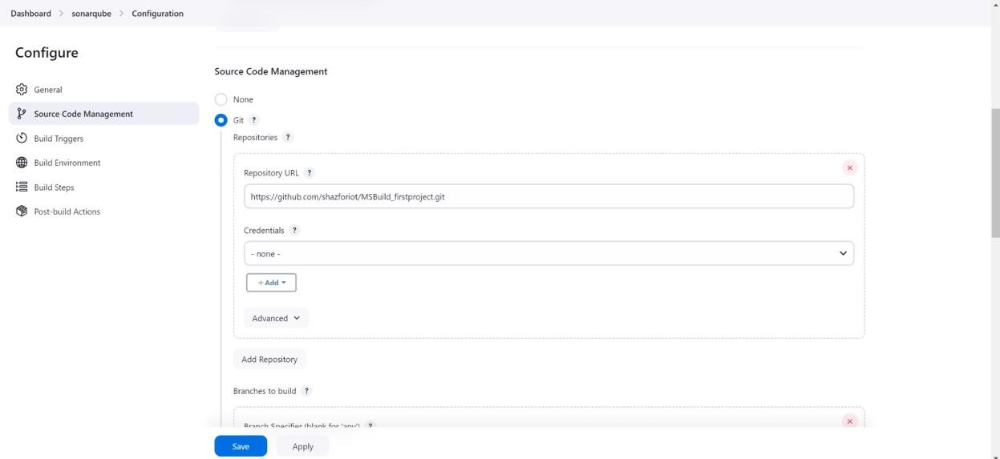 Dashboard > sonarqube > Configuration
Configure
General
Source Code Management
Build Triggers
Build Environment
Build Steps
Post-build Actions
Source Code Management
None
Git ?
Repositories ?
Repository URL ?
https://github.com/shazforiot/MSBuild_firstproject.git
Credentials ?
- none -
+ Add
Advanced
Add Repository
Branches to build ?
Branch Specifier (blank for 'any') ?
Save
Apply